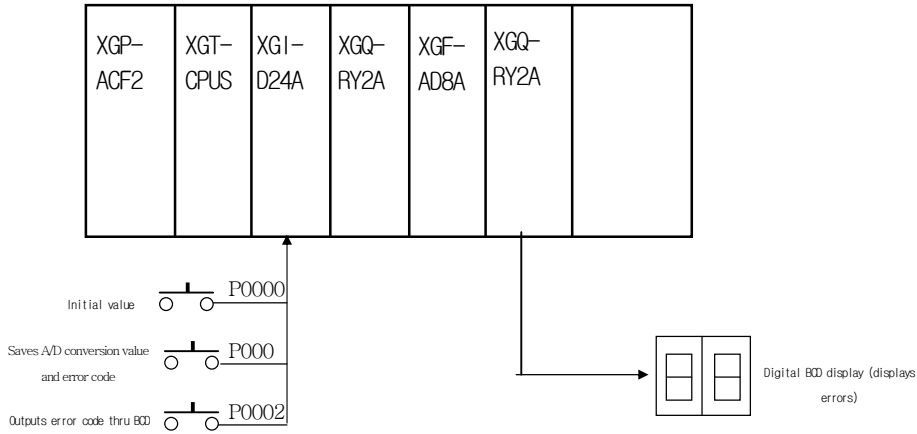 XGP-
ACF2
XGT-
CPUS
XGI-
D24A
XGQ-
RY2A
XGF-
AD8A
XGQ-
RY2A
Initial value
P0000
Saves A/D conversion value
and error code
P000
Outputs error code thru BCD
P0002
Digital BCD display (displays
errors)